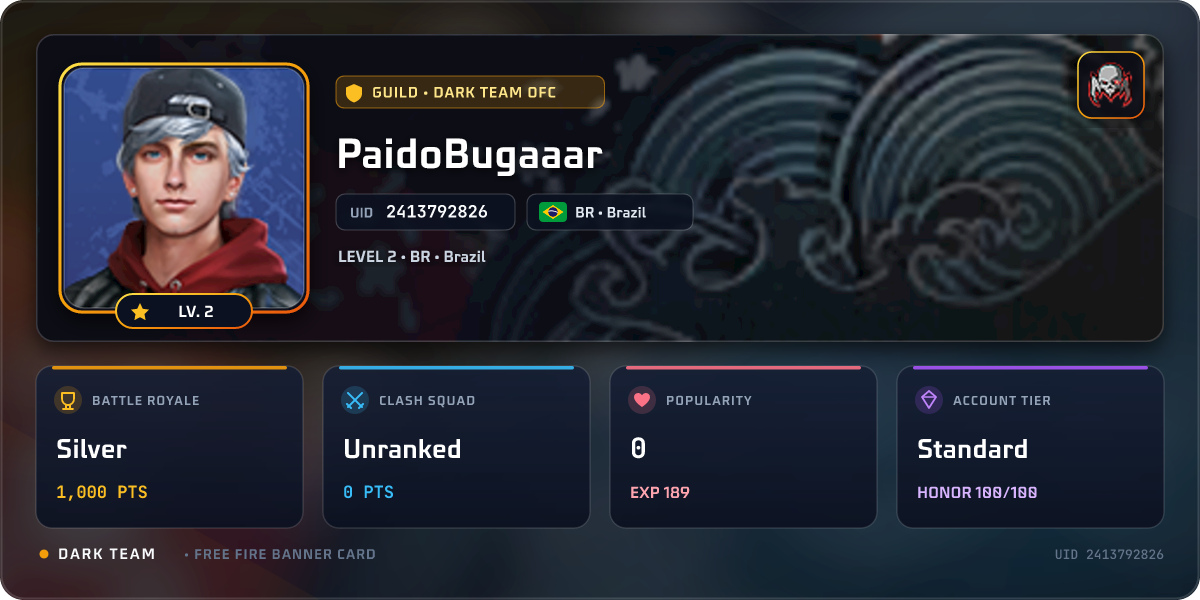 GUILD • DARK TEAM OFC
PaidoBugaaar
UID 2413792826
BR • Brazil
LEVEL 2 • BR • Brazil
LV. 2
BATTLE ROYALE
Silver
1,000 PTS
CLASH SQUAD
Unranked
0 PTS
POPULARITY
0
EXP 189
ACCOUNT TIER
Standard
HONOR 100/100
DARK TEAM • FREE FIRE BANNER CARD
UID 2413792826